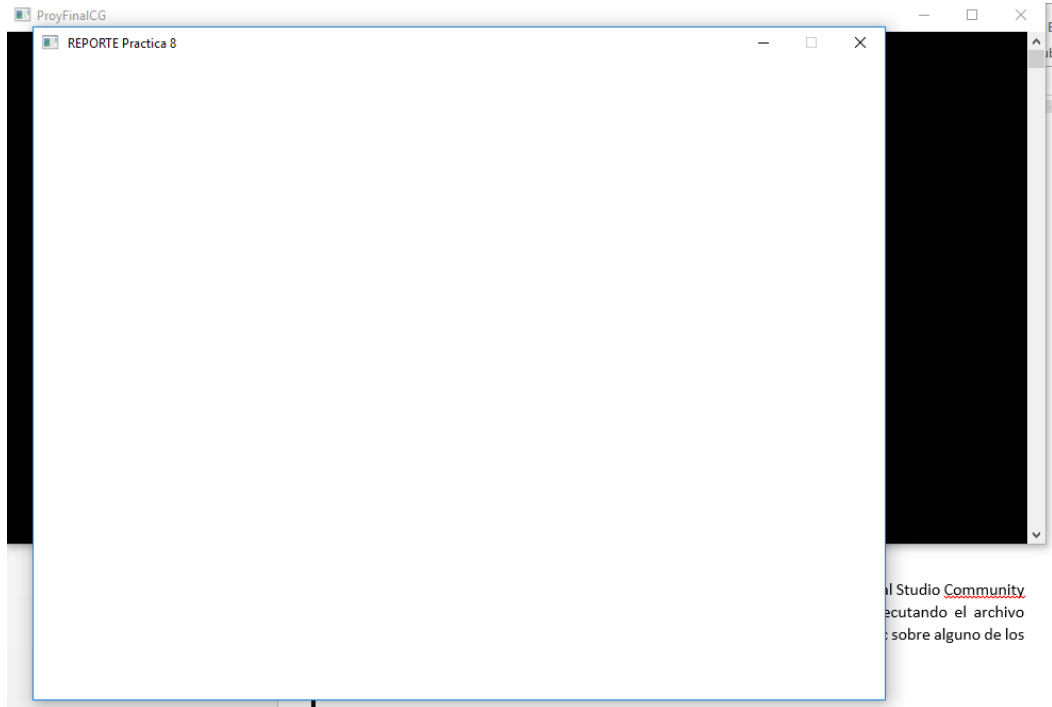 ProyFinalCG
REPORTE Practica 8
al Studio Community
ecutando el archivo
sobre alguno de los